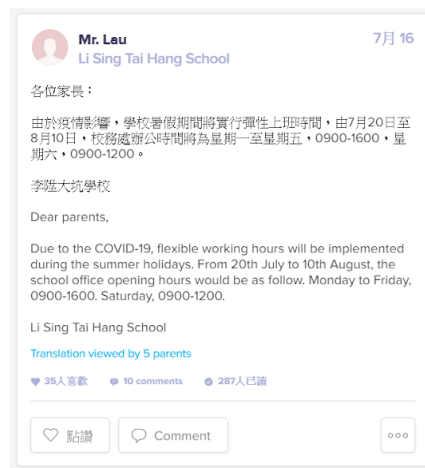 Mr. Lau
7月 16
Li Sing Tai Hang School
各位家長：
由於疫情影響，學校暑假期間將實行彈性上班時間，由7月20日至
8月10日，校務處辦公時間將為星期一至星期五，0900-1600，星
期六，0900-1200。
李陞大坑學校
Dear parents,
Due to the COVID-19, flexible working hours will be implemented
during the summer holidays. From 20th July to 10th August, the
school office opening hours would be as follow. Monday to Friday,
0900-1600. Saturday, 0900-1200.
Li Sing Tai Hang School
Translation viewed by 5 parents
35人喜歡 10 comments 287人已讀
點讚 Comment